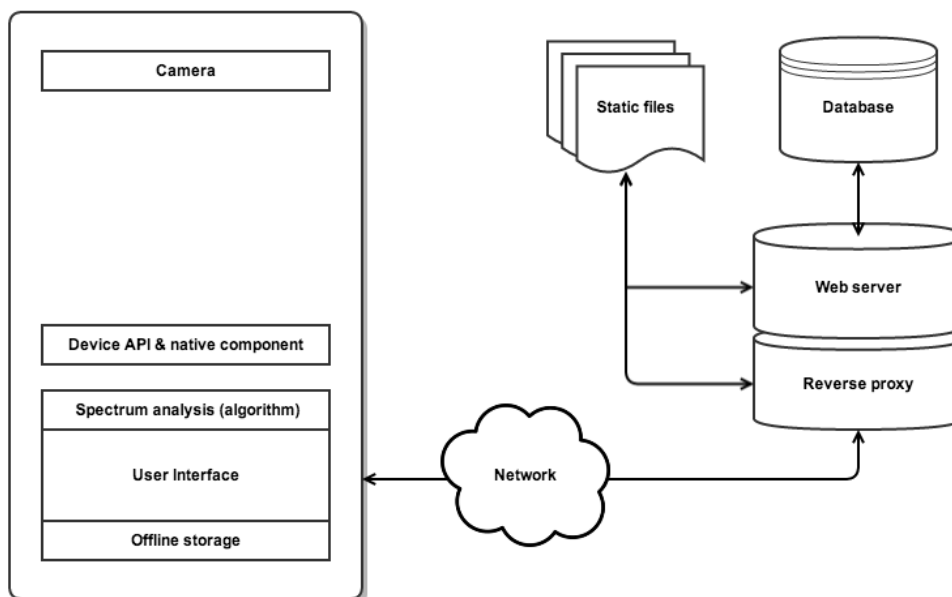 Camera
Static files
Database
Web server
Device API & native component
Reverse proxy
Spectrum analysis (algorithm)
User Interface
Network
Offline storage